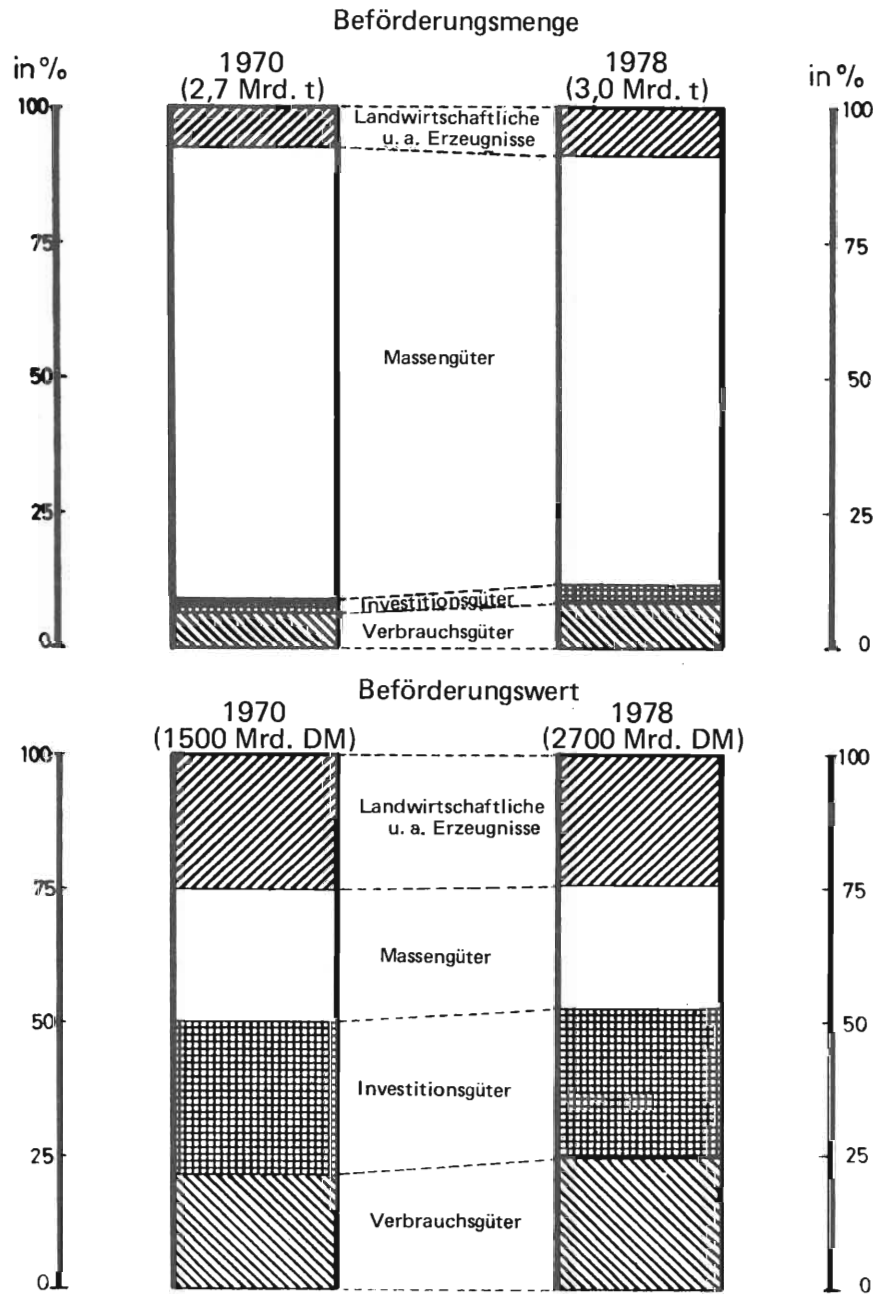 Beförderungsmenge
in % 1970 1978 in %
(2,7 Mrd. t) (3,0 Mrd. t)
100 100
Landwirtschaftliche
u. a. Erzeugnisse
75 75
Massengüter
50 50
25 25
Investitionsgüter
Verbrauchsgüter
0 0
Beförderungswert
1970 1978
(1500 Mrd. DM) (2700 Mrd. DM)
100 100
Landwirtschaftliche
u. a. Erzeugnisse
75 75
Massengüter
50 50
Investitionsgüter
25 25
Verbrauchsgüter
0 0